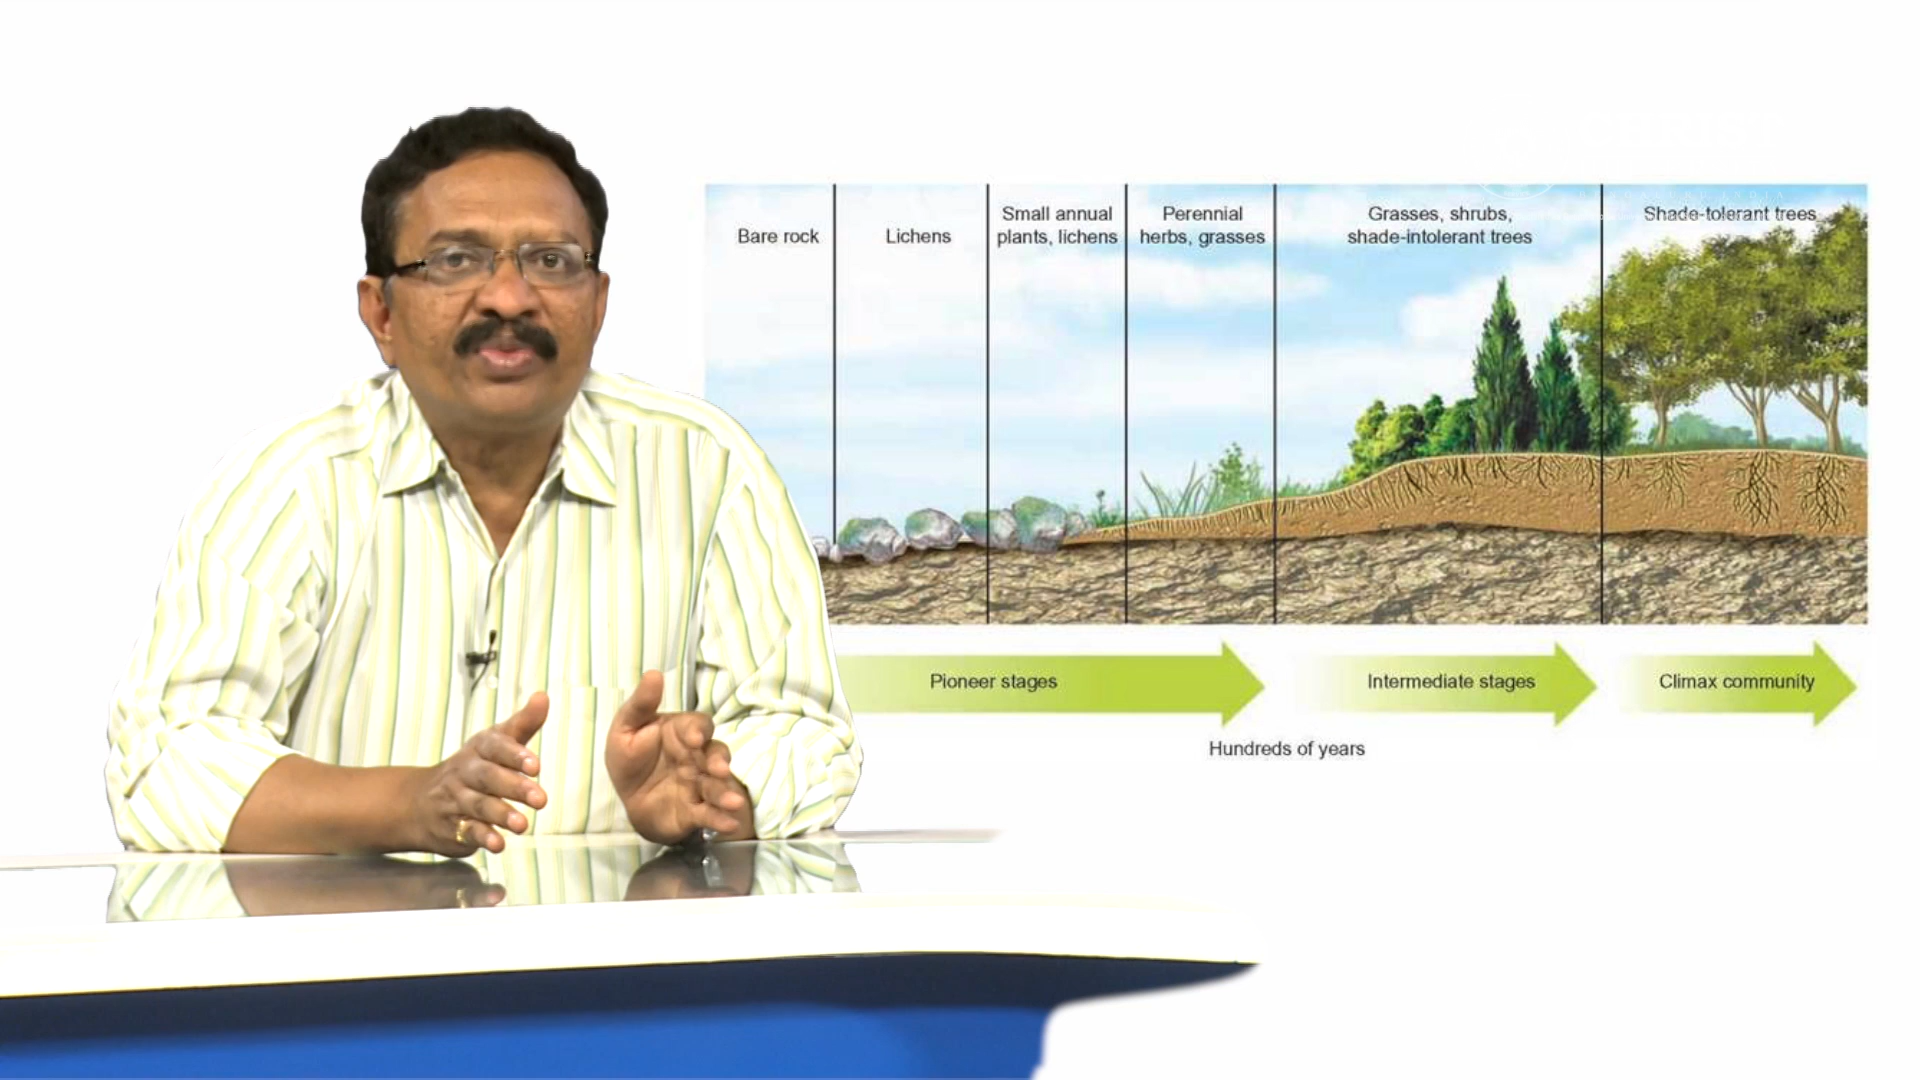 Bare rock
Lichens
Small annual
plants, lichens
Perennial
herbs, grasses
Grasses, shrubs,
shade-intolerant trees
Shade-tolerant trees
Pioneer stages
Intermediate stages
Climax community
Hundreds of years